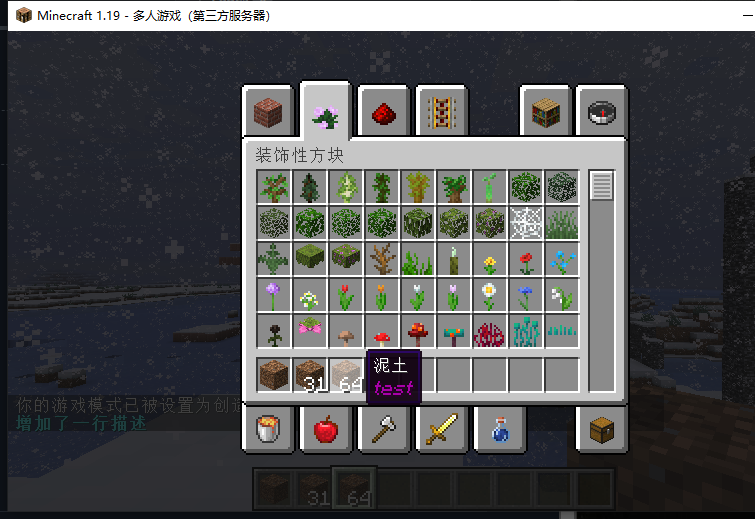 Minecraft 1.19 - 多人游戏（第三方服务器）
装饰性方块
31
64
泥土
test
你的游戏模式已被设置为创造
增加了一行描述
31
64